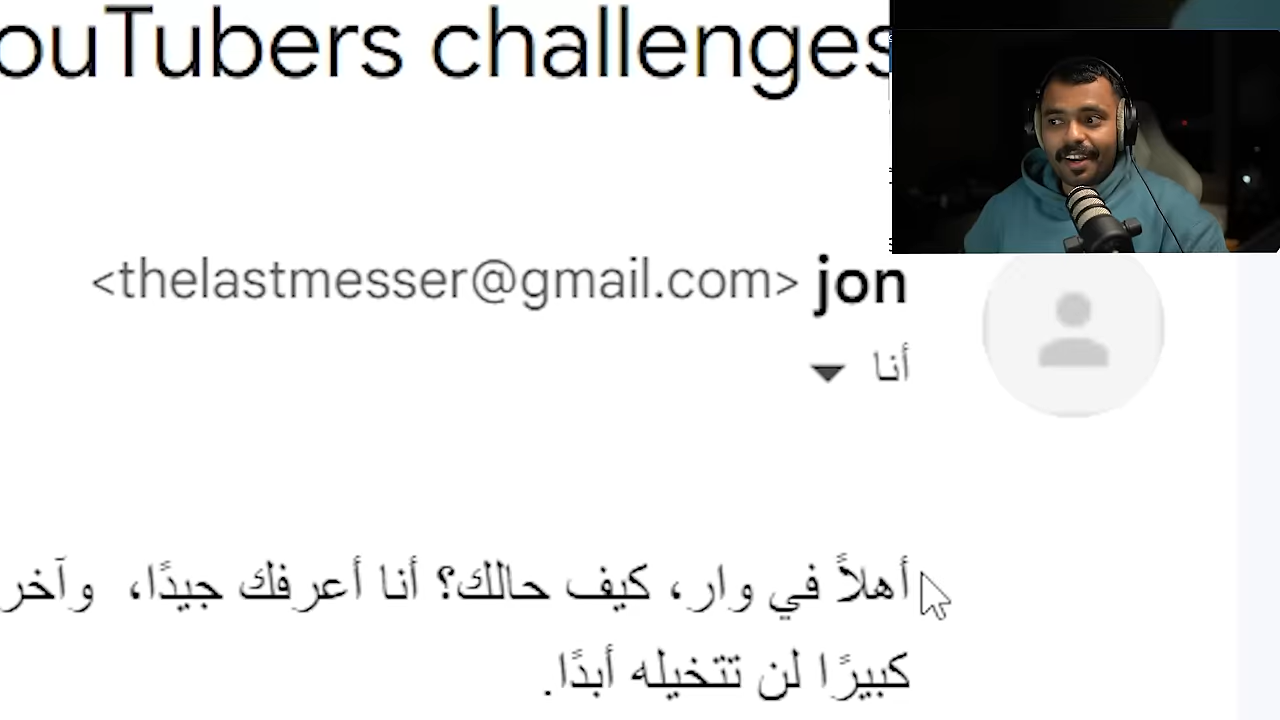 ouTubers challenges
<thelastmesser@gmail.com> jon
أنا
أهلاً في وار، كيف حالك؟ أنا أعرفك جيدًا، وآخر
كبيرًا لن تتخيله أبدًا.